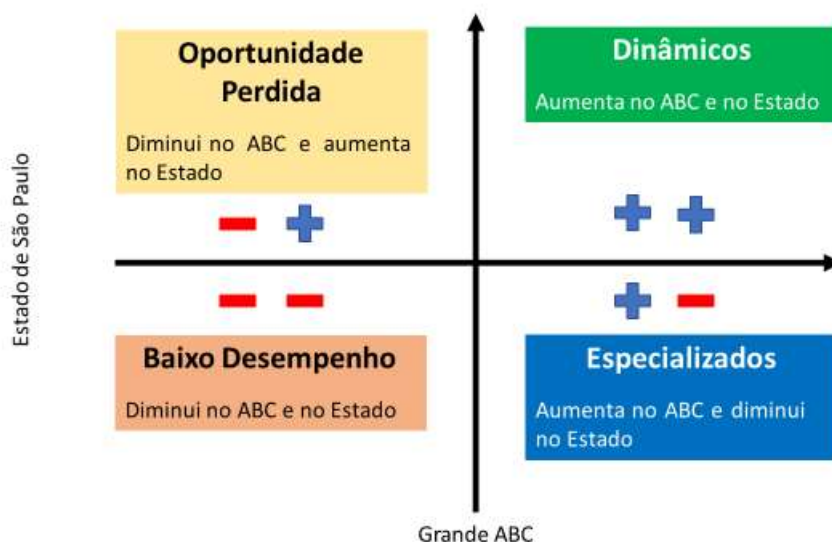 Oportunidade
Perdida
Diminui no ABC e aumenta
no Estado
Dinâmicos
Aumenta no ABC e no Estado
Estado de São Paulo
Baixo Desempenho
Diminui no ABC e no Estado
Especializados
Aumenta no ABC e diminui
no Estado
Grande ABC